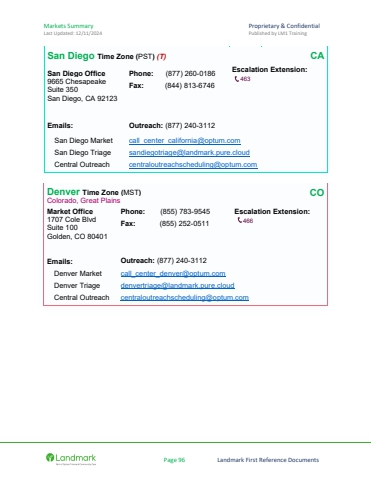 Markets Summary Proprietary & Confidential
Last Updated: 12/11/2024 Published by LM1 Training
San Diego Time Zone (PST) (T) CA
San Diego Office Phone: (877) 260-0186 Escalation Extension:
9665 Chesapeake Fax: (844) 813-6746 463
Suite 350
San Diego, CA 92123
Emails: Outreach: (877) 240-3112
San Diego Market call_center_california@optum.com
San Diego Triage sandiegotriage@landmark.pure.cloud
Central Outreach centraloutreachscheduling@optum.com
Denver Time Zone (MST) CO
Colorado, Great Plains
Market Office Phone: (855) 783-9545 Escalation Extension:
1707 Cole Blvd Fax: (855) 252-0511 466
Suite 100
Golden, CO 80401
Emails: Outreach: (877) 240-3112
Denver Market call_center_denver@optum.com
Denver Triage denvertriage@landmark.pure.cloud
Central Outreach centraloutreachscheduling@optum.com
Landmark Page 96 Landmark First Reference Documents